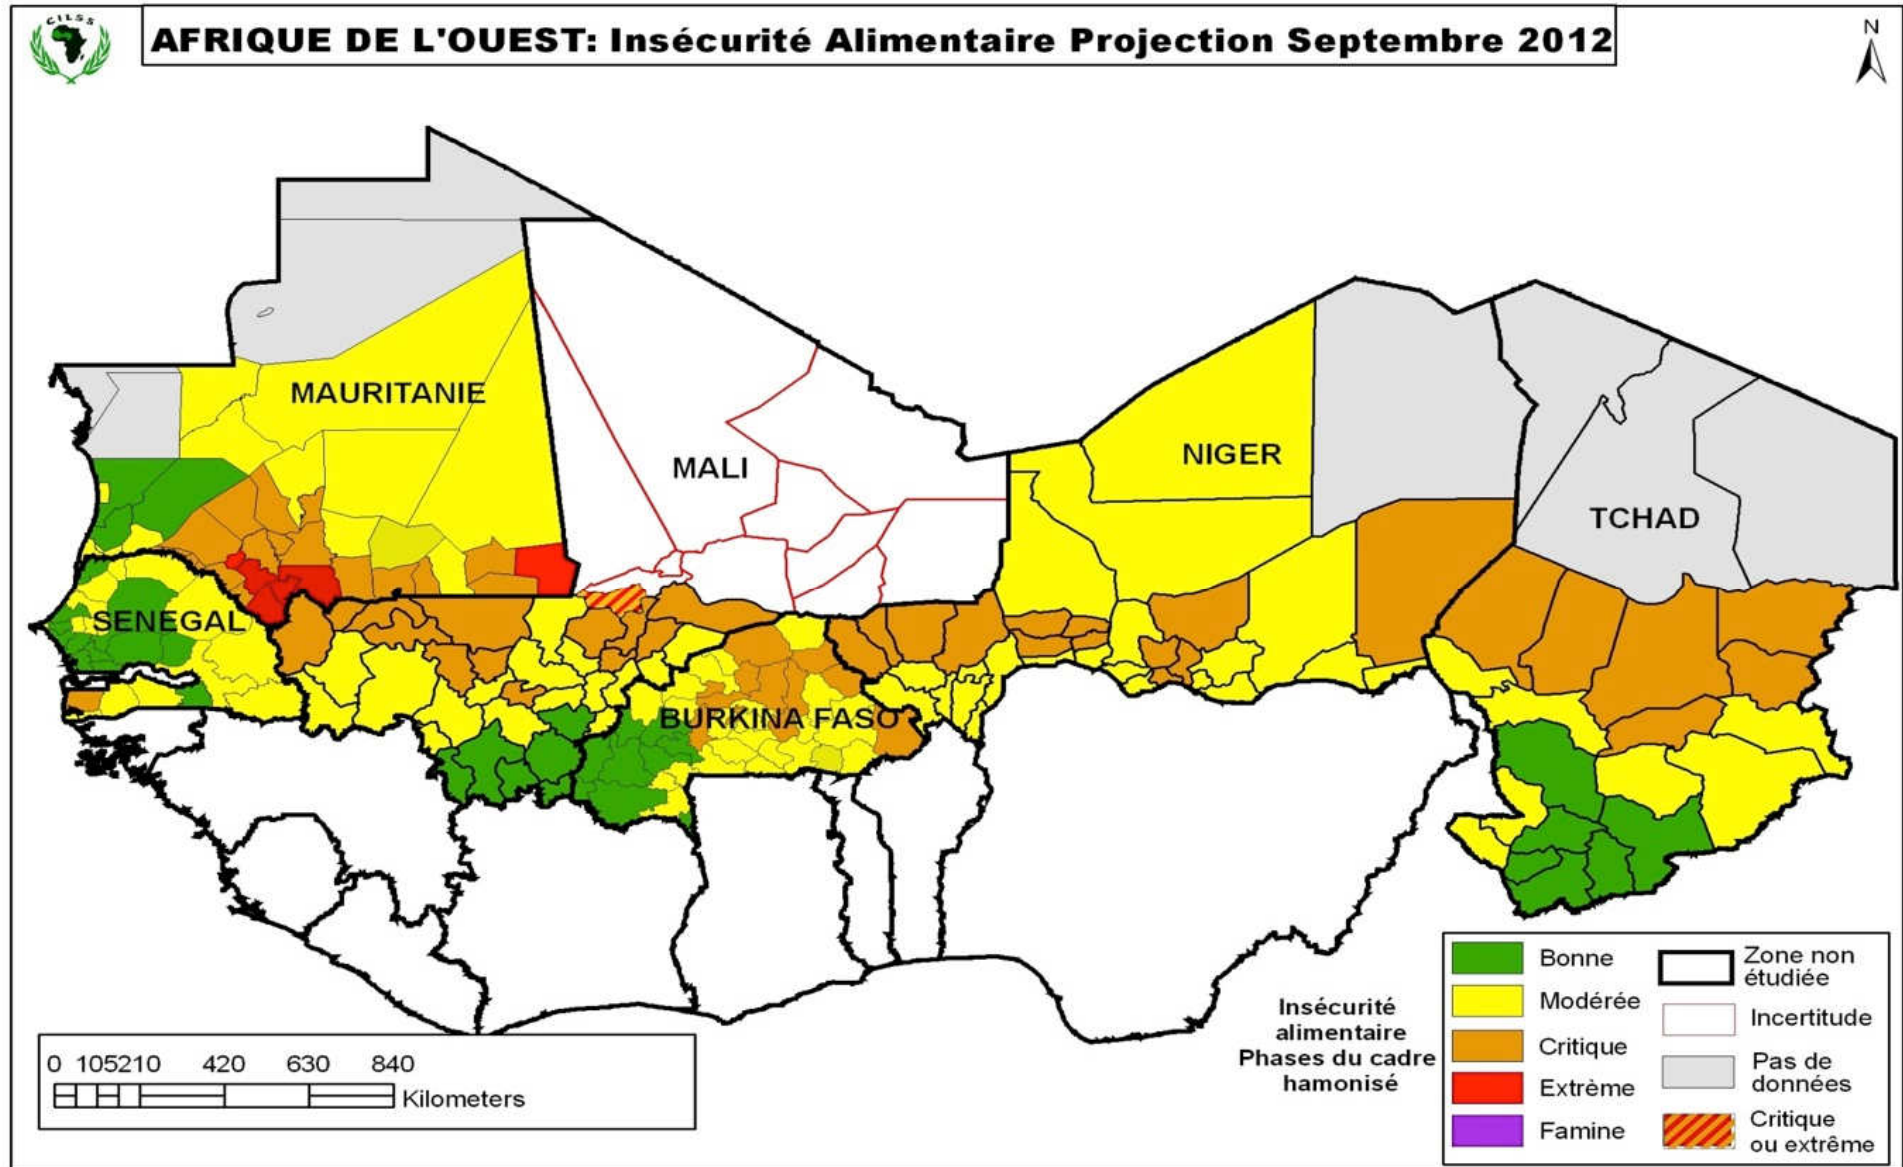 CILSS
AFRIQUE DE L'OUEST: Insécurité Alimentaire Projection Septembre 2012
N
MAURITANIE
MALI
NIGER
TCHAD
SENEGAL
BURKINA FASO
Insécurité
alimentaire
Phases du cadre
hamonisé
Bonne
Modérée
Critique
Extrème
Famine
Zone non
étudiée
Incertitude
Pas de
données
Critique
ou extrême
0 105210 420 630 840
Kilometers